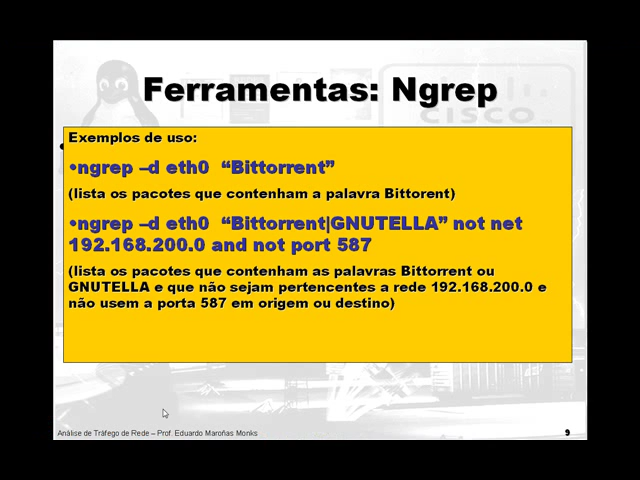 Ferramentas: Ngrep
CISCO
Exemplos de uso:
•ngrep –d eth0 “Bittorrent”
(lista os pacotes que contenham a palavra Bittorent)
•ngrep –d eth0 “Bittorrent|GNUTELLA” not net
192.168.200.0 and not port 587
(lista os pacotes que contenham as palavras Bittorrent ou
GNUTELLA e que não sejam pertencentes a rede 192.168.200.0 e
não usem a porta 587 em origem ou destino)
Análise de Tráfego de Rede – Prof. Eduardo Maroñas Monks
9